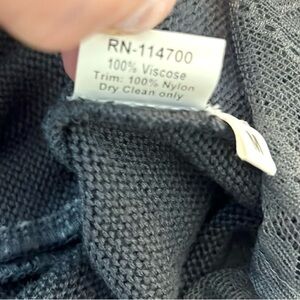 RN-114700
100% Viscose
Trim: 100% Nylon
Dry Clean only